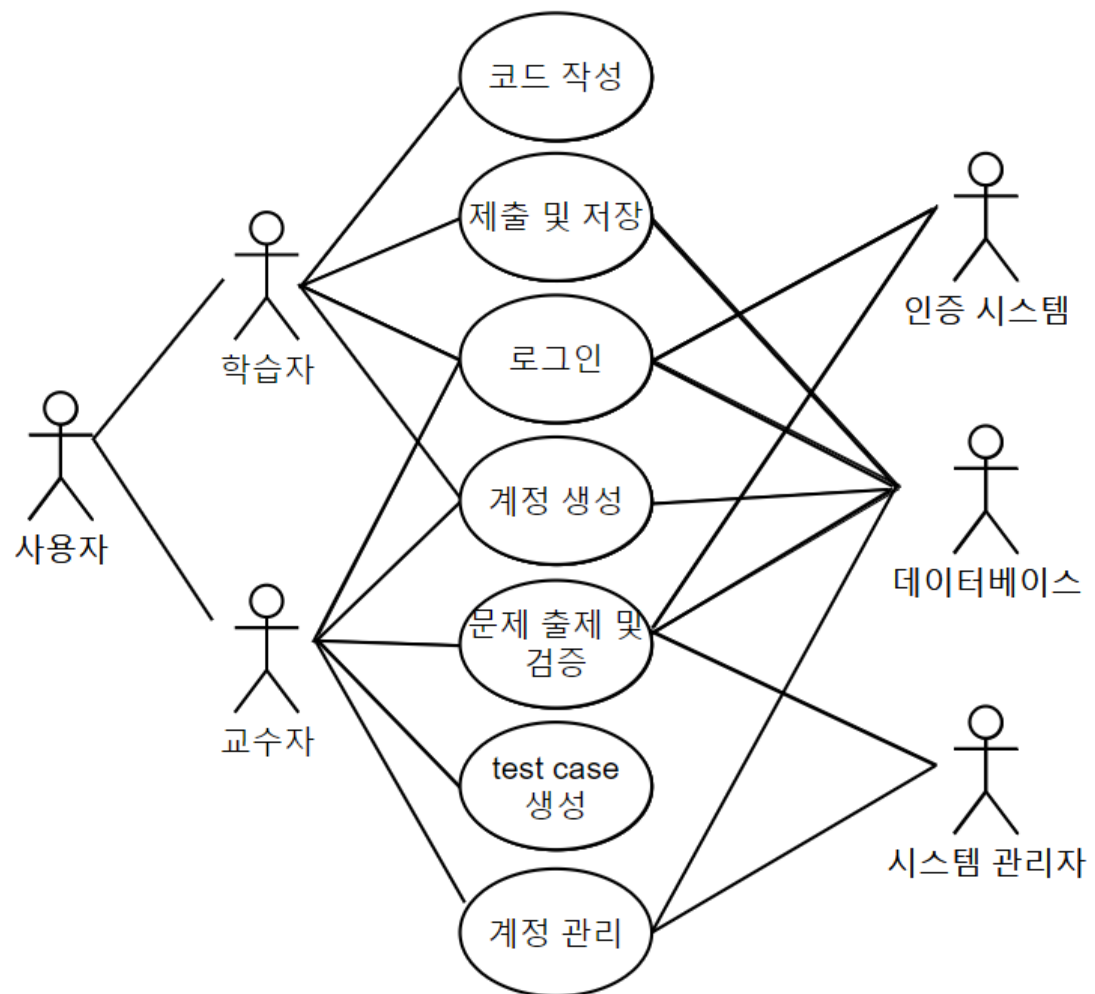 코드 작성
제출 및 저장
인증 시스템
학습자
로그인
사용자
계정 생성
데이터베이스
문제 출제 및
검증
교수자
test case
생성
시스템 관리자
계정 관리